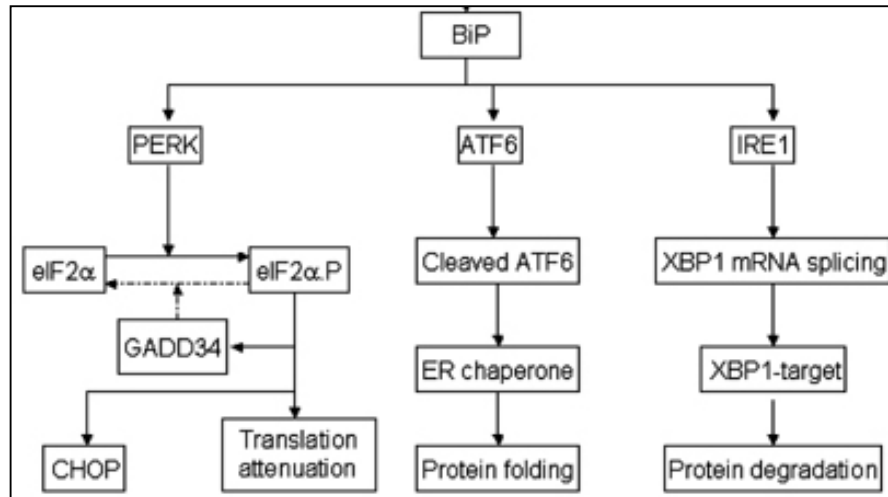 BiP
PERK
ATF6
IRE1
eIF2α
eIF2α.P
Cleaved ATF6
XBP1 mRNA splicing
GADD34
ER chaperone
XBP1-target
CHOP
Translation
attenuation
Protein folding
Protein degradation